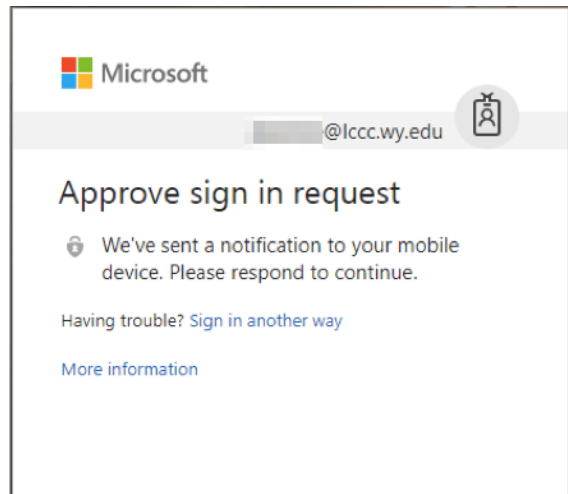 Microsoft
@lccc.wy.edu
Approve sign in request
We've sent a notification to your mobile
device. Please respond to continue.
Having trouble? Sign in another way
More information